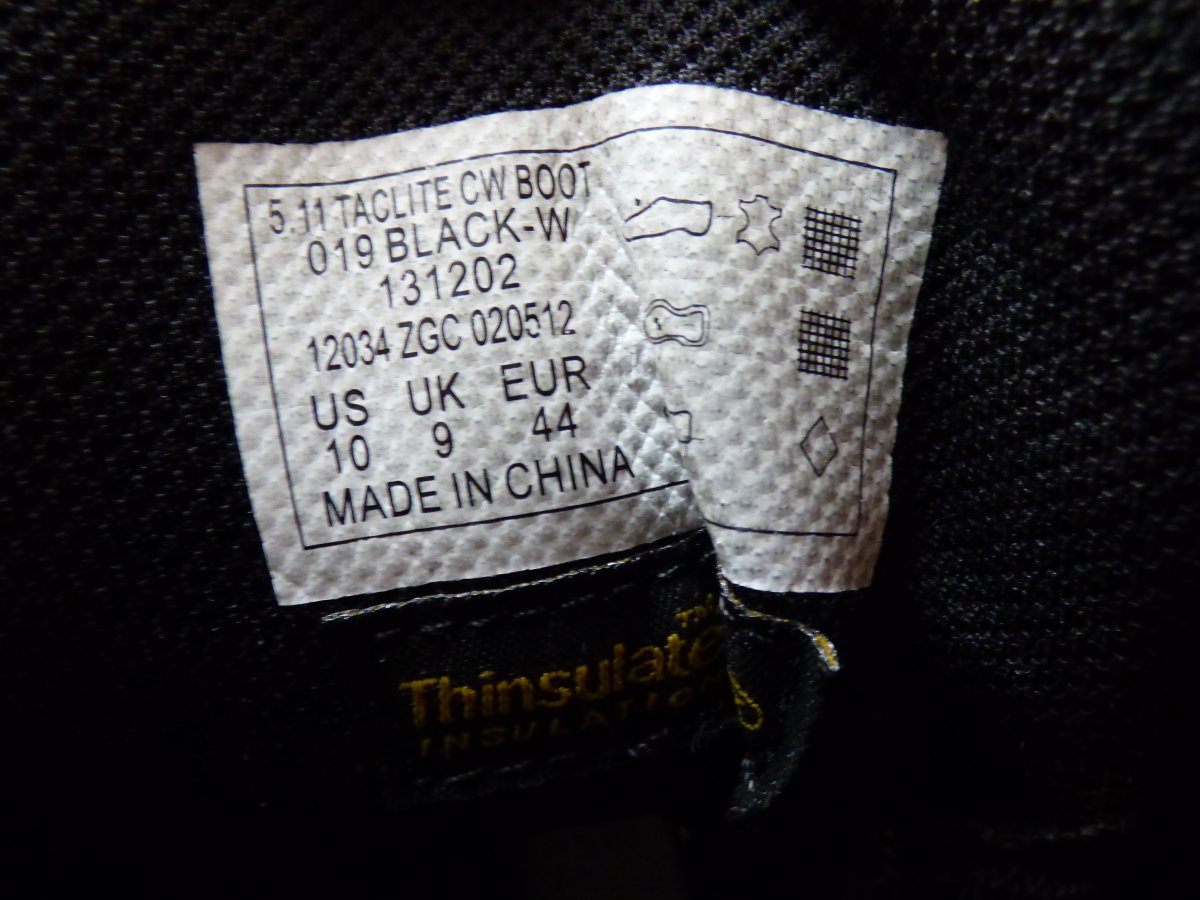 5.11 TACLITE CW BOOT
019 BLACK-W
131202
12034 ZGC 020512
US UK EUR
10 9 44
MADE IN CHINA
Thinsulate™
INSULATION